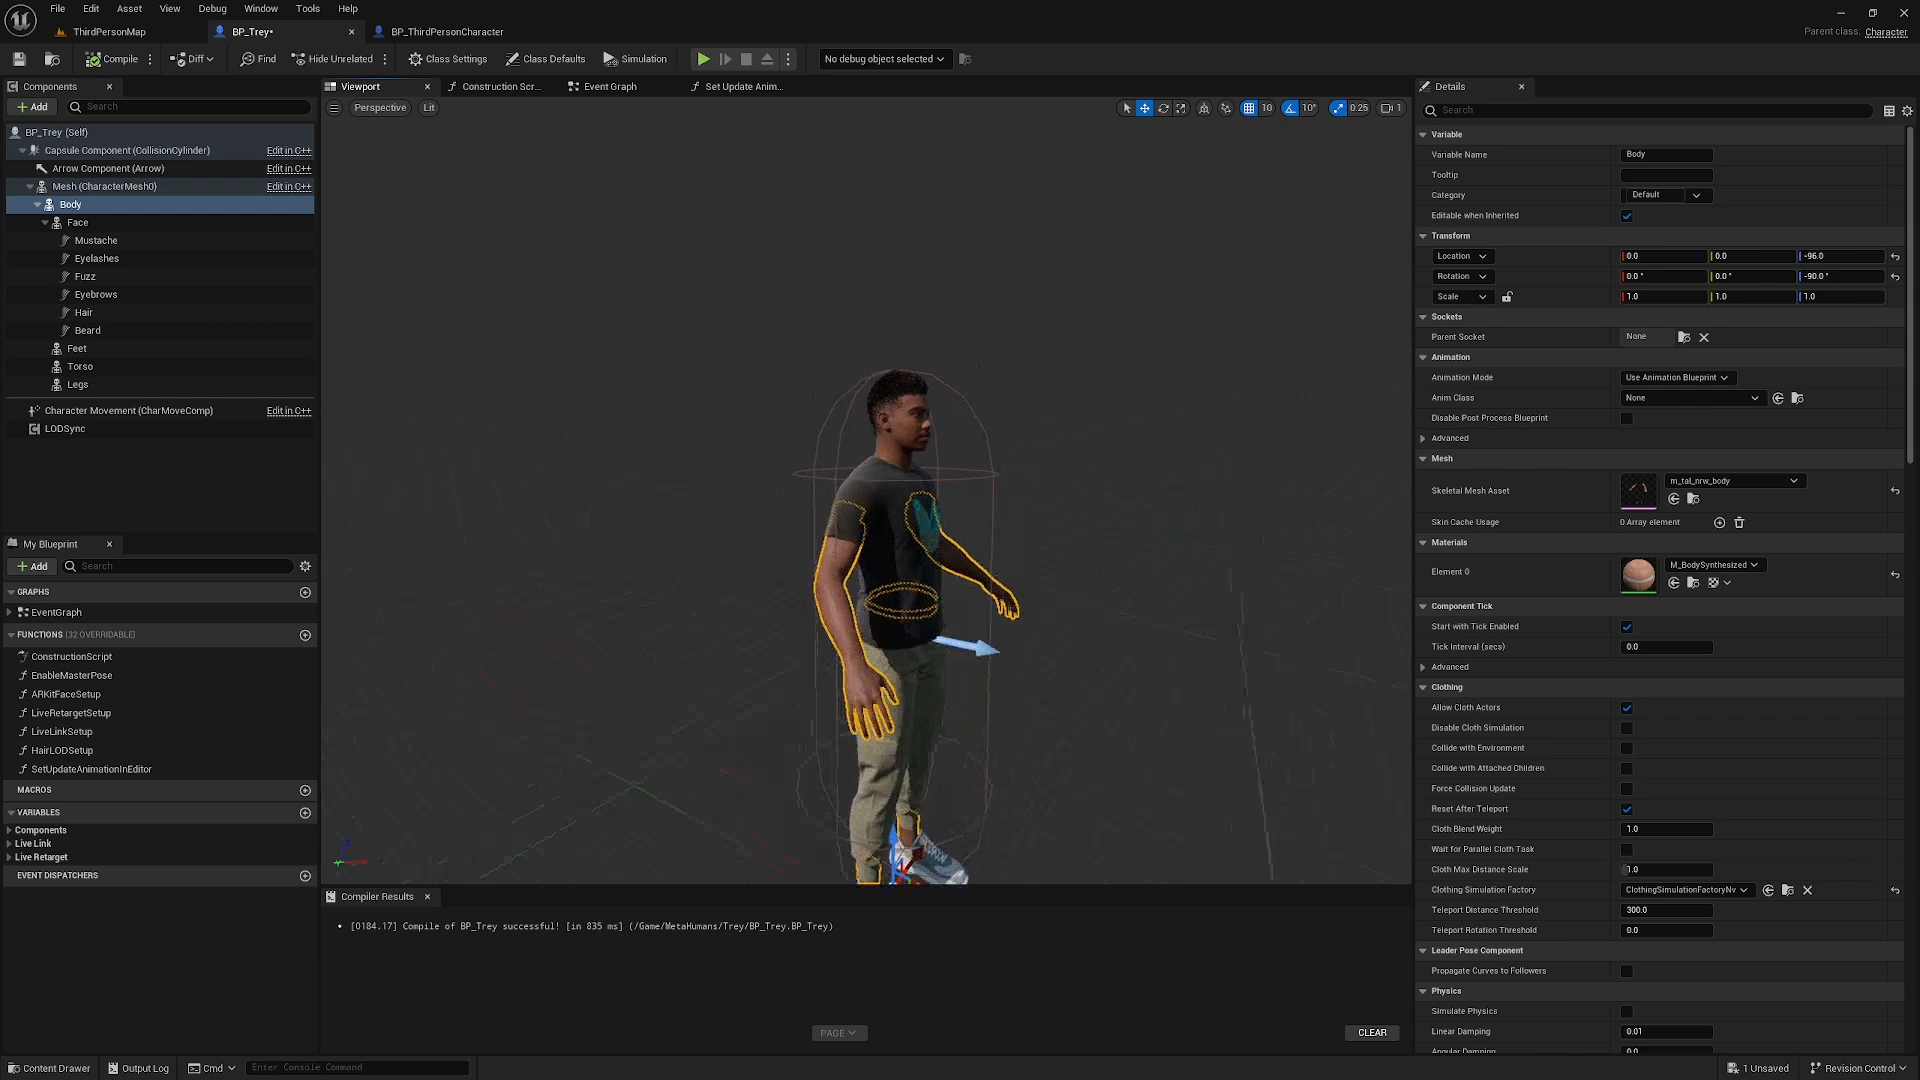 File Edit Asset View Debug Window Tools Help
ThirdPersonMap BP_Trey• BP_ThirdPersonCharacter
Parent class: Character
Compile Diff Find Hide Unrelated Class Settings Class Defaults Simulation No debug object selected
Components
Add Search
BP_Trey (Self)
Capsule Component (CollisionCylinder) Edit in C++
Arrow Component (Arrow) Edit in C++
Mesh (CharacterMesh0) Edit in C++
Body
Face
Mustache
Eyelashes
Fuzz
Eyebrows
Hair
Beard
Feet
Torso
Legs
Character Movement (CharMoveComp) Edit in C++
LODSync
My Blueprint
Add Search
GRAPHS
EventGraph
FUNCTIONS (32 OVERRIDABLE)
ConstructionScript
EnableMasterPose
ARKitFaceSetup
LiveRetargetSetup
LiveLinkSetup
HairLODSetup
SetUpdateAnimationInEditor
MACROS
VARIABLES
Components
Live Link
Live Retarget
EVENT DISPATCHERS
Viewport Construction Scr... Event Graph Set Update Anim...
Perspective Lit 10 10° 0.25 1
Compiler Results
• [0184.17] Compile of BP_Trey successful! [in 835 ms] (/Game/MetaHumans/Trey/BP_Trey.BP_Trey)
PAGE CLEAR
Details
Search
Variable
Variable Name Body
Tooltip
Category Default
Editable when Inherited
Transform
Location 0.0 0.0 -96.0
Rotation 0.0 ° 0.0 ° -90.0 °
Scale 1.0 1.0 1.0
Sockets
Parent Socket None
Animation
Animation Mode Use Animation Blueprint
Anim Class None
Disable Post Process Blueprint
Advanced
Mesh
Skeletal Mesh Asset m_tal_nrw_body
Skin Cache Usage 0 Array element
Materials
Element 0 M_BodySynthesized
Component Tick
Start with Tick Enabled
Tick Interval (secs) 0.0
Advanced
Clothing
Allow Cloth Actors
Disable Cloth Simulation
Collide with Environment
Collide with Attached Children
Force Collision Update
Reset After Teleport
Cloth Blend Weight 1.0
Wait for Parallel Cloth Task
Cloth Max Distance Scale 1.0
Clothing Simulation Factory ClothingSimulationFactoryNv
Teleport Distance Threshold 300.0
Teleport Rotation Threshold 0.0
Leader Pose Component
Propagate Curves to Followers
Physics
Simulate Physics
Linear Damping 0.01
Angular Damping 0.0
Content Drawer Output Log Cmd Enter Console Command 1 Unsaved Revision Control